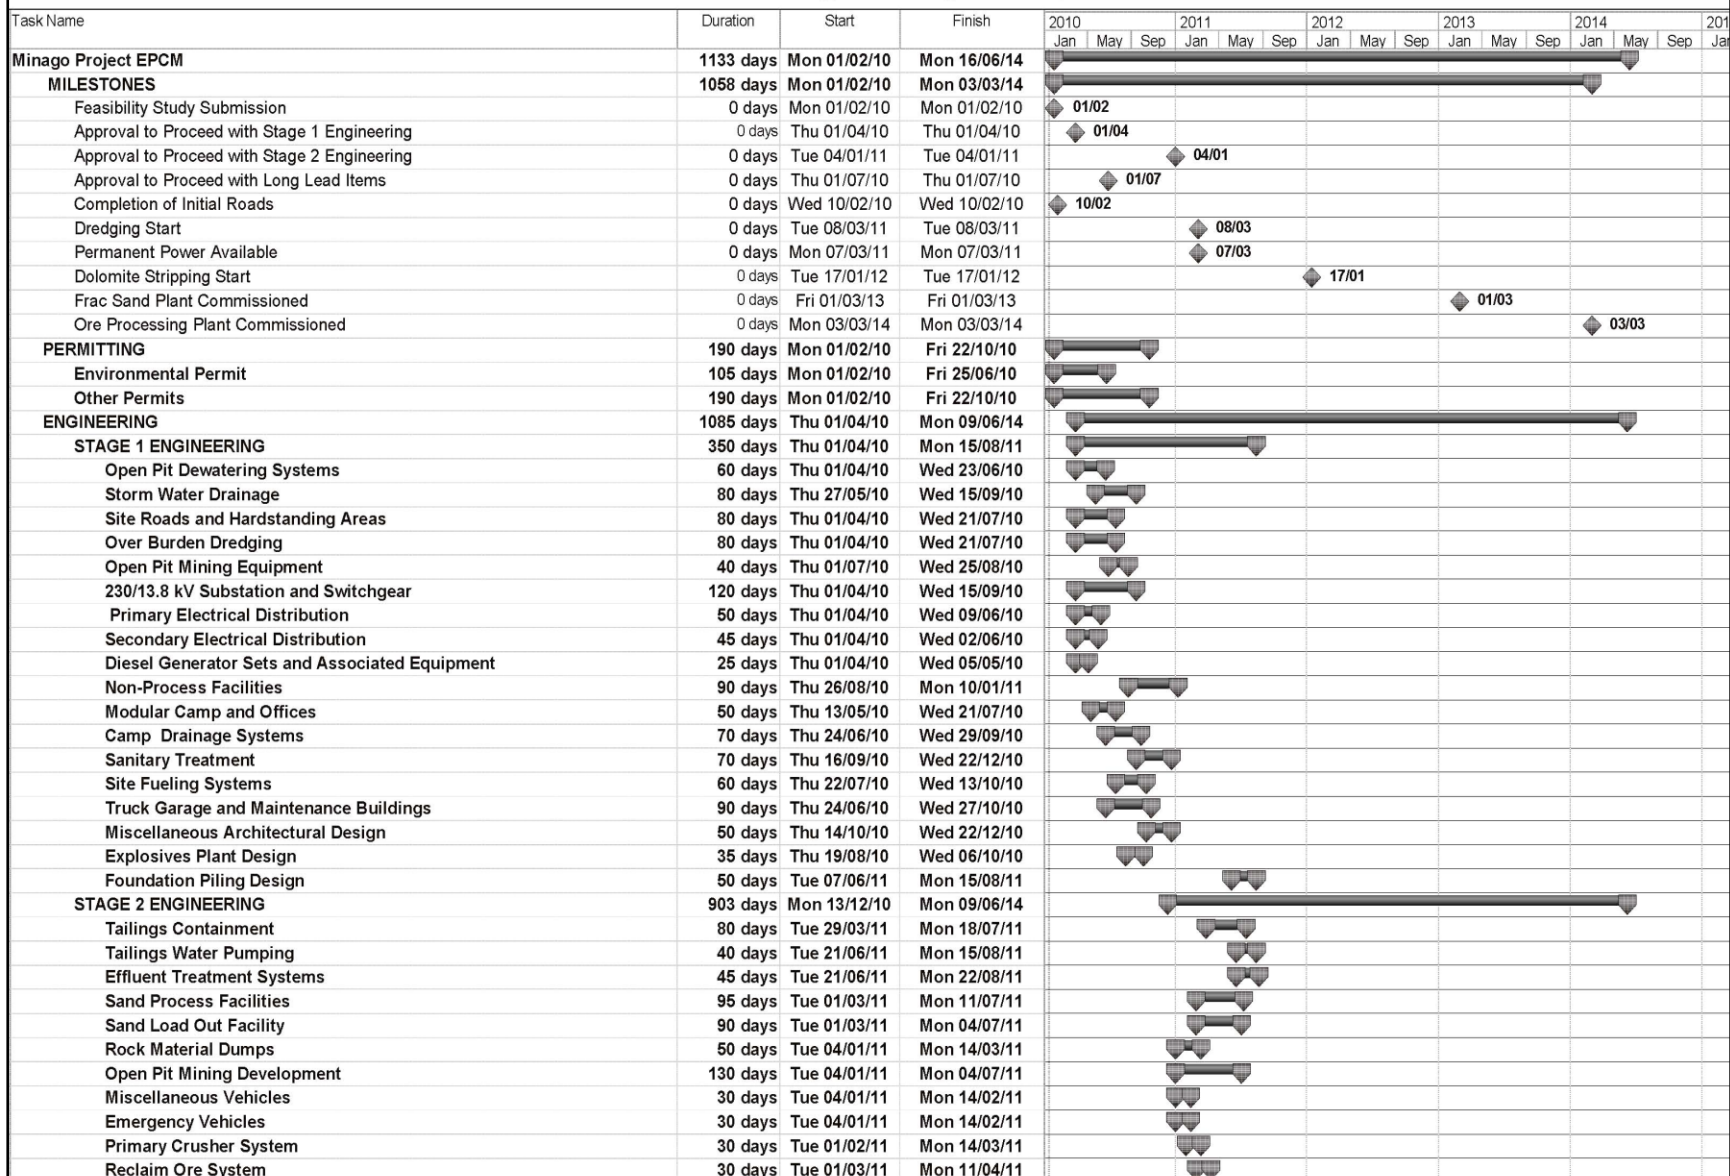 Task Name Duration Start Finish 2010 2011 2012 2013 2014 201
Jan May Sep Jan May Sep Jan May Sep Jan May Sep Jan May Sep Jan
Minago Project EPCM 1133 days Mon 01/02/10 Mon 16/06/14
MILESTONES 1058 days Mon 01/02/10 Mon 03/03/14
Feasibility Study Submission 0 days Mon 01/02/10 Mon 01/02/10 01/02
Approval to Proceed with Stage 1 Engineering 0 days Thu 01/04/10 Thu 01/04/10 01/04
Approval to Proceed with Stage 2 Engineering 0 days Tue 04/01/11 Tue 04/01/11 04/01
Approval to Proceed with Long Lead Items 0 days Thu 01/07/10 Thu 01/07/10 01/07
Completion of Initial Roads 0 days Wed 10/02/10 Wed 10/02/10 10/02
Dredging Start 0 days Tue 08/03/11 Tue 08/03/11 08/03
Permanent Power Available 0 days Mon 07/03/11 Mon 07/03/11 07/03
Dolomite Stripping Start 0 days Tue 17/01/12 Tue 17/01/12 17/01
Frac Sand Plant Commissioned 0 days Fri 01/03/13 Fri 01/03/13 01/03
Ore Processing Plant Commissioned 0 days Mon 03/03/14 Mon 03/03/14 03/03
PERMITTING 190 days Mon 01/02/10 Fri 22/10/10
Environmental Permit 105 days Mon 01/02/10 Fri 25/06/10
Other Permits 190 days Mon 01/02/10 Fri 22/10/10
ENGINEERING 1085 days Thu 01/04/10 Mon 09/06/14
STAGE 1 ENGINEERING 350 days Thu 01/04/10 Mon 15/08/11
Open Pit Dewatering Systems 60 days Thu 01/04/10 Wed 23/06/10
Storm Water Drainage 80 days Thu 27/05/10 Wed 15/09/10
Site Roads and Hardstanding Areas 80 days Thu 01/04/10 Wed 21/07/10
Over Burden Dredging 80 days Thu 01/04/10 Wed 21/07/10
Open Pit Mining Equipment 40 days Thu 01/07/10 Wed 25/08/10
230/13.8 kV Substation and Switchgear 120 days Thu 01/04/10 Wed 15/09/10
Primary Electrical Distribution 50 days Thu 01/04/10 Wed 09/06/10
Secondary Electrical Distribution 45 days Thu 01/04/10 Wed 02/06/10
Diesel Generator Sets and Associated Equipment 25 days Thu 01/04/10 Wed 05/05/10
Non-Process Facilities 90 days Thu 26/08/10 Mon 10/01/11
Modular Camp and Offices 50 days Thu 13/05/10 Wed 21/07/10
Camp Drainage Systems 70 days Thu 24/06/10 Wed 29/09/10
Sanitary Treatment 70 days Thu 16/09/10 Wed 22/12/10
Site Fueling Systems 60 days Thu 22/07/10 Wed 13/10/10
Truck Garage and Maintenance Buildings 90 days Thu 24/06/10 Wed 27/10/10
Miscellaneous Architectural Design 50 days Thu 14/10/10 Wed 22/12/10
Explosives Plant Design 35 days Thu 19/08/10 Wed 06/10/10
Foundation Piling Design 50 days Tue 07/06/11 Mon 15/08/11
STAGE 2 ENGINEERING 903 days Mon 13/12/10 Mon 09/06/14
Tailings Containment 80 days Tue 29/03/11 Mon 18/07/11
Tailings Water Pumping 40 days Tue 21/06/11 Mon 15/08/11
Effluent Treatment Systems 45 days Tue 21/06/11 Mon 22/08/11
Sand Process Facilities 95 days Tue 01/03/11 Mon 11/07/11
Sand Load Out Facility 90 days Tue 01/03/11 Mon 04/07/11
Rock Material Dumps 50 days Tue 04/01/11 Mon 14/03/11
Open Pit Mining Development 130 days Tue 04/01/11 Mon 04/07/11
Miscellaneous Vehicles 30 days Tue 04/01/11 Mon 14/02/11
Emergency Vehicles 30 days Tue 04/01/11 Mon 14/02/11
Primary Crusher System 30 days Tue 01/02/11 Mon 14/03/11
Reclaim Ore System 30 days Tue 01/03/11 Mon 11/04/11